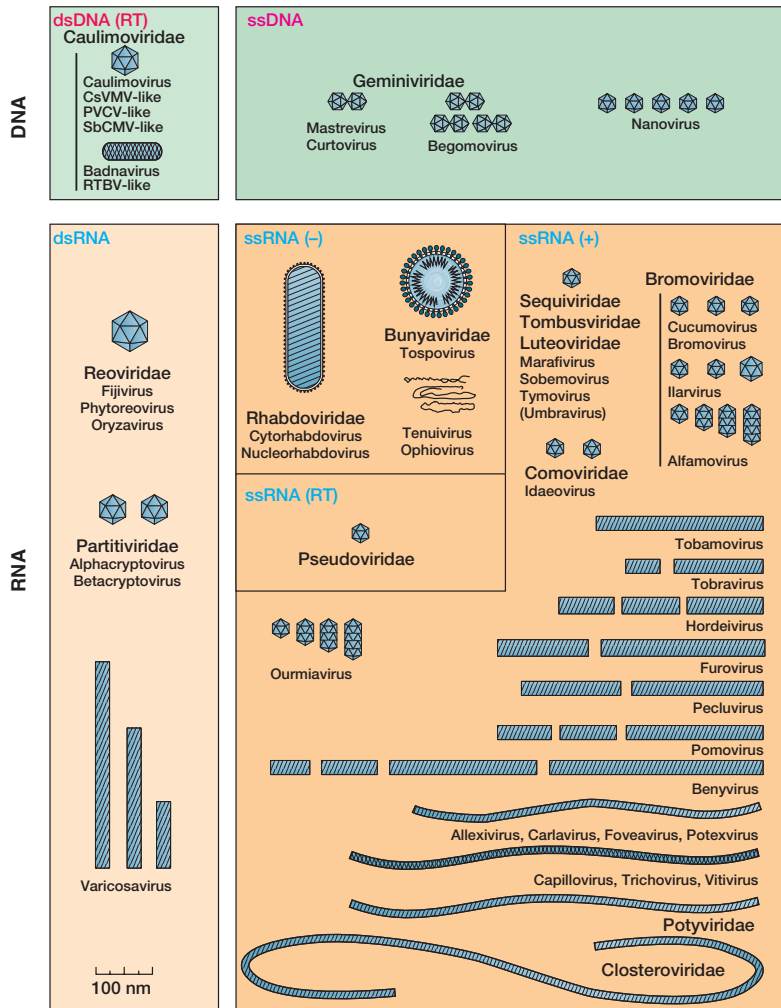 DNA
dsDNA (RT)
Caulimoviridae
Caulimovirus
CsVMV-like
PVCV-like
SbCMV-like
Badnavirus
RTBV-like
ssDNA
Geminiviridae
Mastrevirus
Curtovirus
Begomovirus
Nanovirus
RNA
dsRNA
Reoviridae
Fijivirus
Phytoreovirus
Oryzavirus
Partitiviridae
Alphacryptovirus
Betacryptovirus
Varicosavirus
100 nm
ssRNA (–)
Rhabdoviridae
Cytorhabdovirus
Nucleorhabdovirus
Bunyaviridae
Tospovirus
Tenuivirus
Ophiovirus
ssRNA (RT)
Pseudoviridae
ssRNA (+)
Sequiviridae
Tombusviridae
Luteoviridae
Marafivirus
Sobemovirus
Tymovirus
(Umbravirus)
Comoviridae
Idaeovirus
Bromoviridae
Cucumovirus
Bromovirus
Ilarvirus
Alfamovirus
Ourmiavirus
Tobamovirus
Tobravirus
Hordeivirus
Furovirus
Pecluvirus
Pomovirus
Benyvirus
Allexivirus, Carlavirus, Foveavirus, Potexvirus
Capillovirus, Trichovirus, Vitivirus
Potyviridae
Closteroviridae